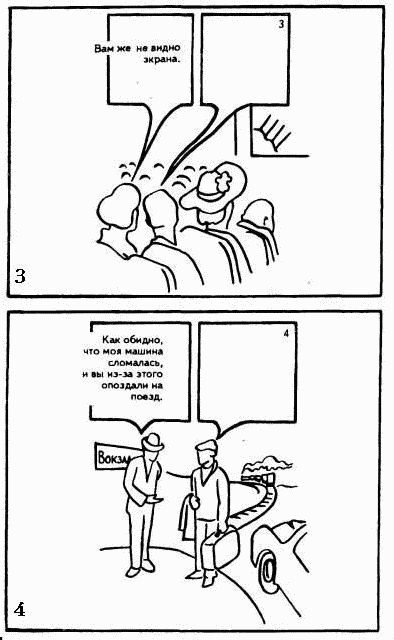 3
Вам же не видно
экрана.
3
4
Как обидно,
что моя машина
сломалась,
и вы из-за этого
опоздали на
поезд.
Вокза
4